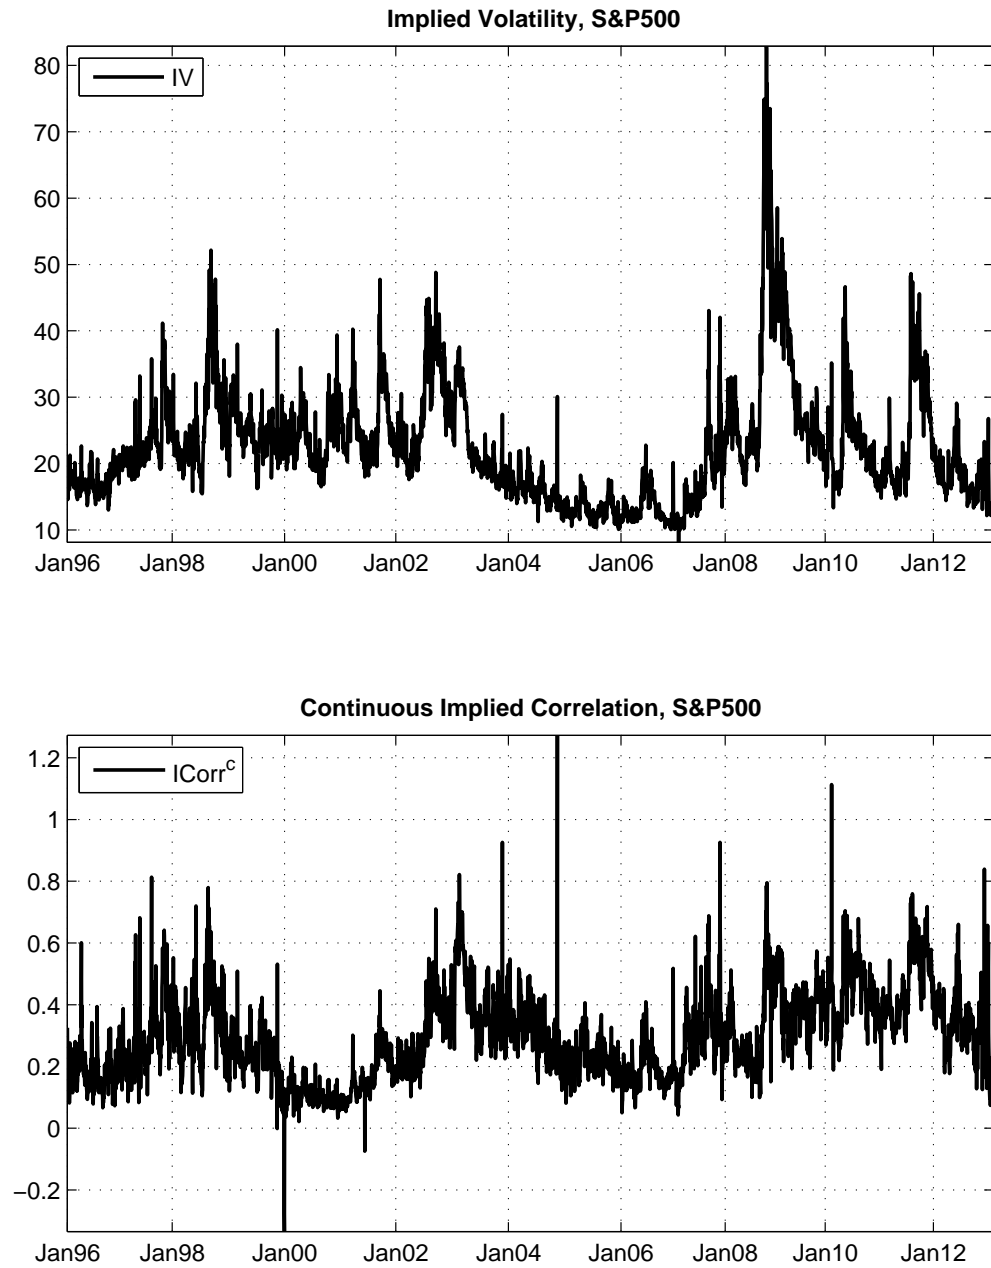 Implied Volatility, S&P500
IV
80
70
60
50
40
30
20
10
Jan96 Jan98 Jan00 Jan02 Jan04 Jan06 Jan08 Jan10 Jan12
Continuous Implied Correlation, S&P500
ICorrᶜ
1.2
1
0.8
0.6
0.4
0.2
0
−0.2
Jan96 Jan98 Jan00 Jan02 Jan04 Jan06 Jan08 Jan10 Jan12